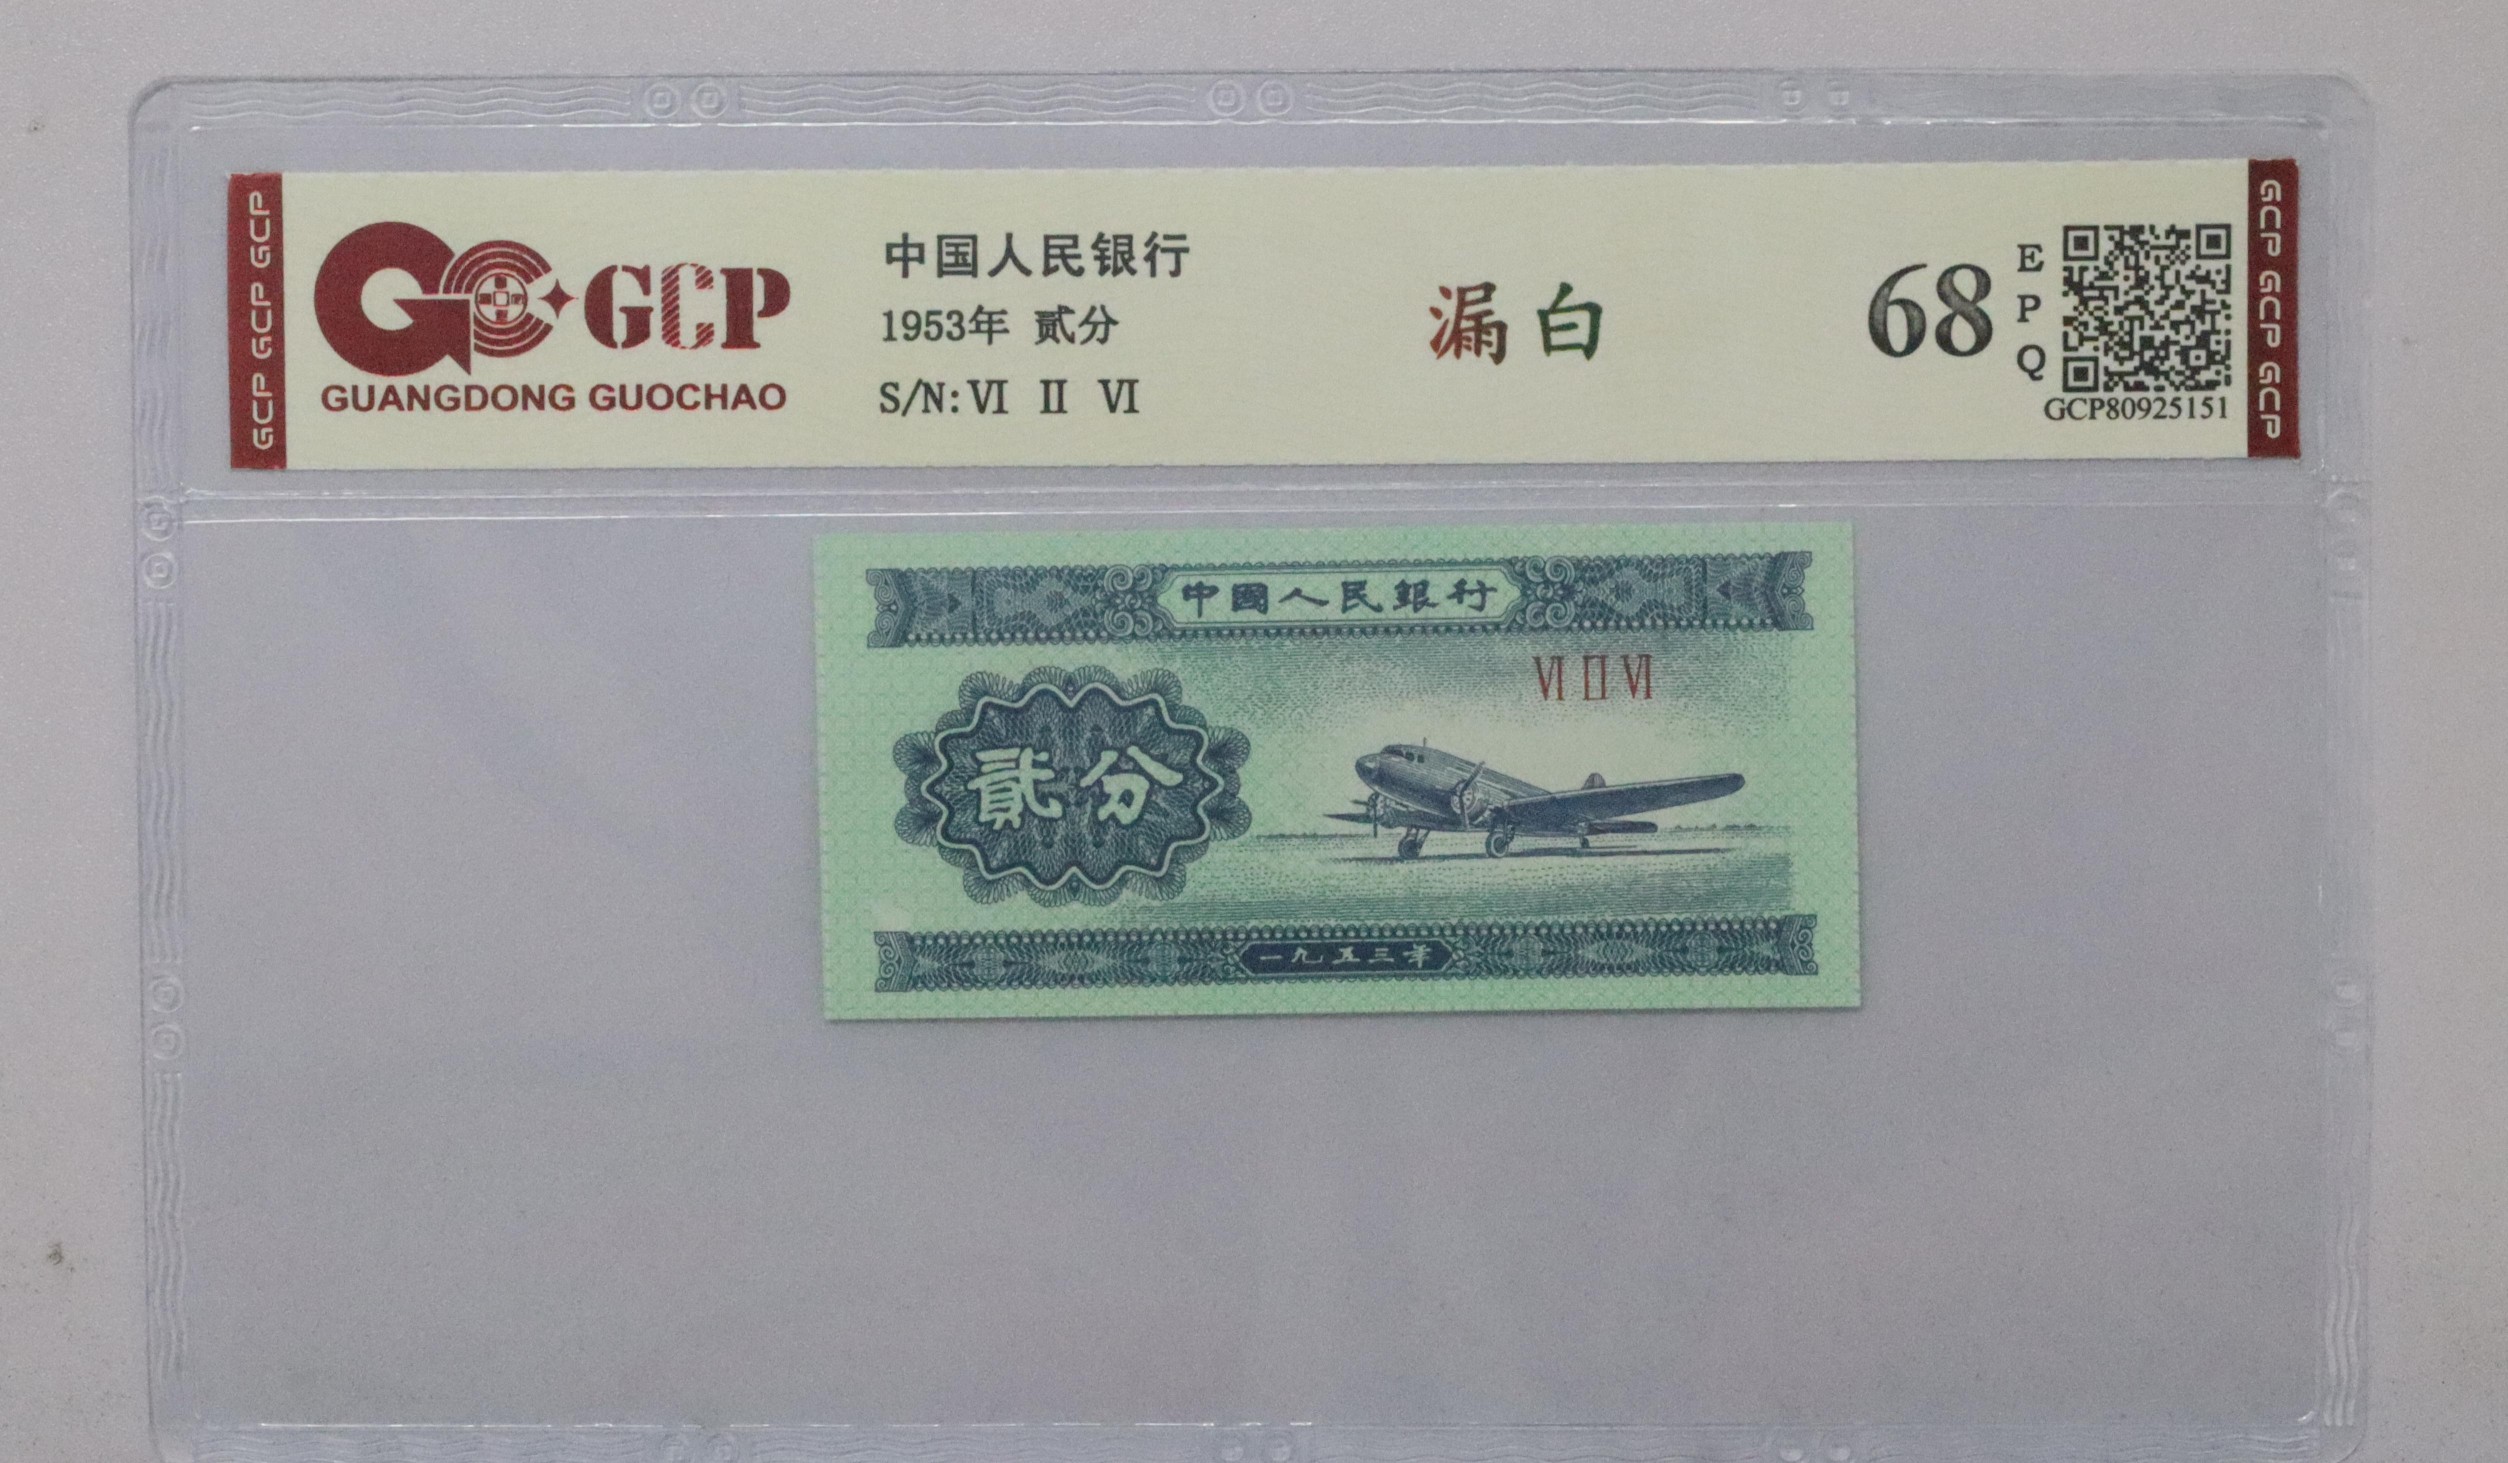 GCP GCP GCP
GCP
GUANGDONG GUOCHAO
中国人民银行
1953年 贰分
S/N: VI II VI
漏白
68
E
P
Q
GCP80925151
GCP GCP GCP
中國人民銀行
VI II VI
貳分
一九五三年